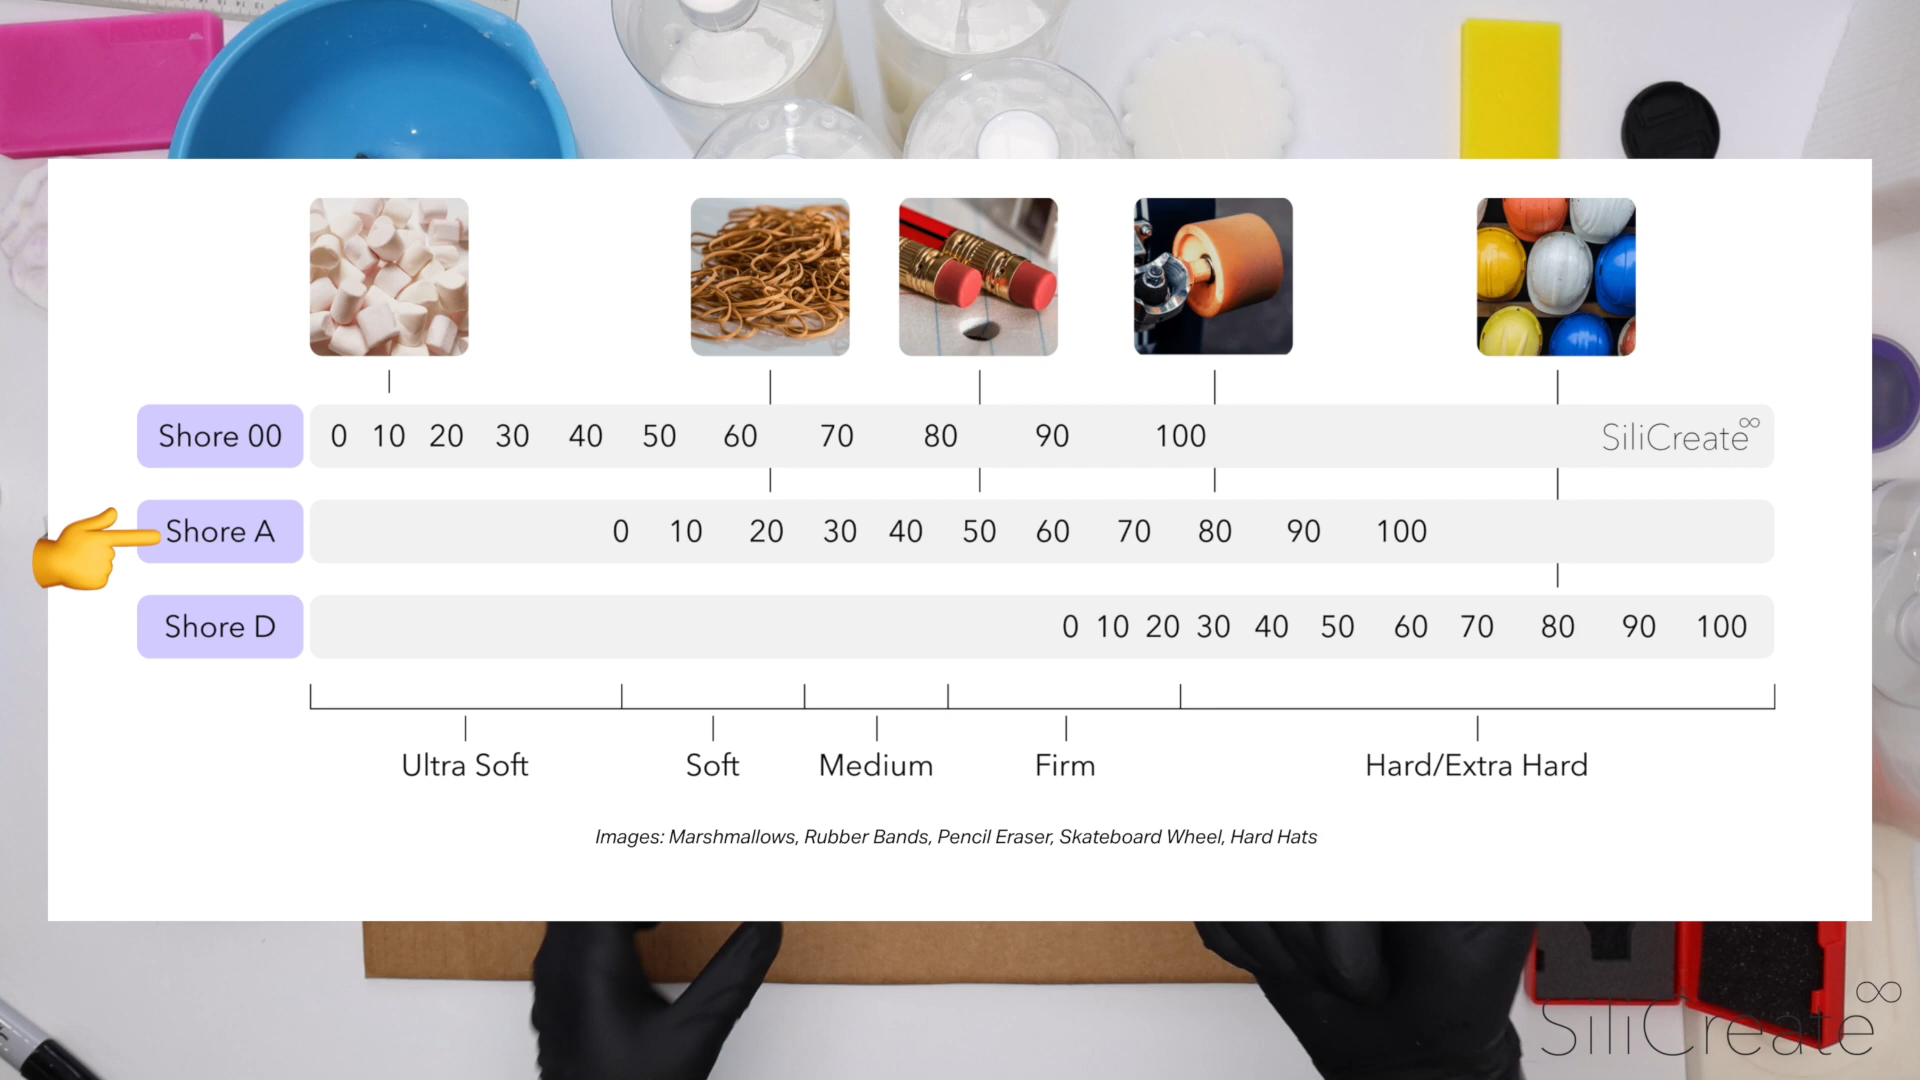 Shore 00 0 10 20 30 40 50 60 70 80 90 100 SiliCreate
Shore A 0 10 20 30 40 50 60 70 80 90 100
Shore D 0 10 20 30 40 50 60 70 80 90 100
Ultra Soft Soft Medium Firm Hard/Extra Hard
Images: Marshmallows, Rubber Bands, Pencil Eraser, Skateboard Wheel, Hard Hats
SiliCreate